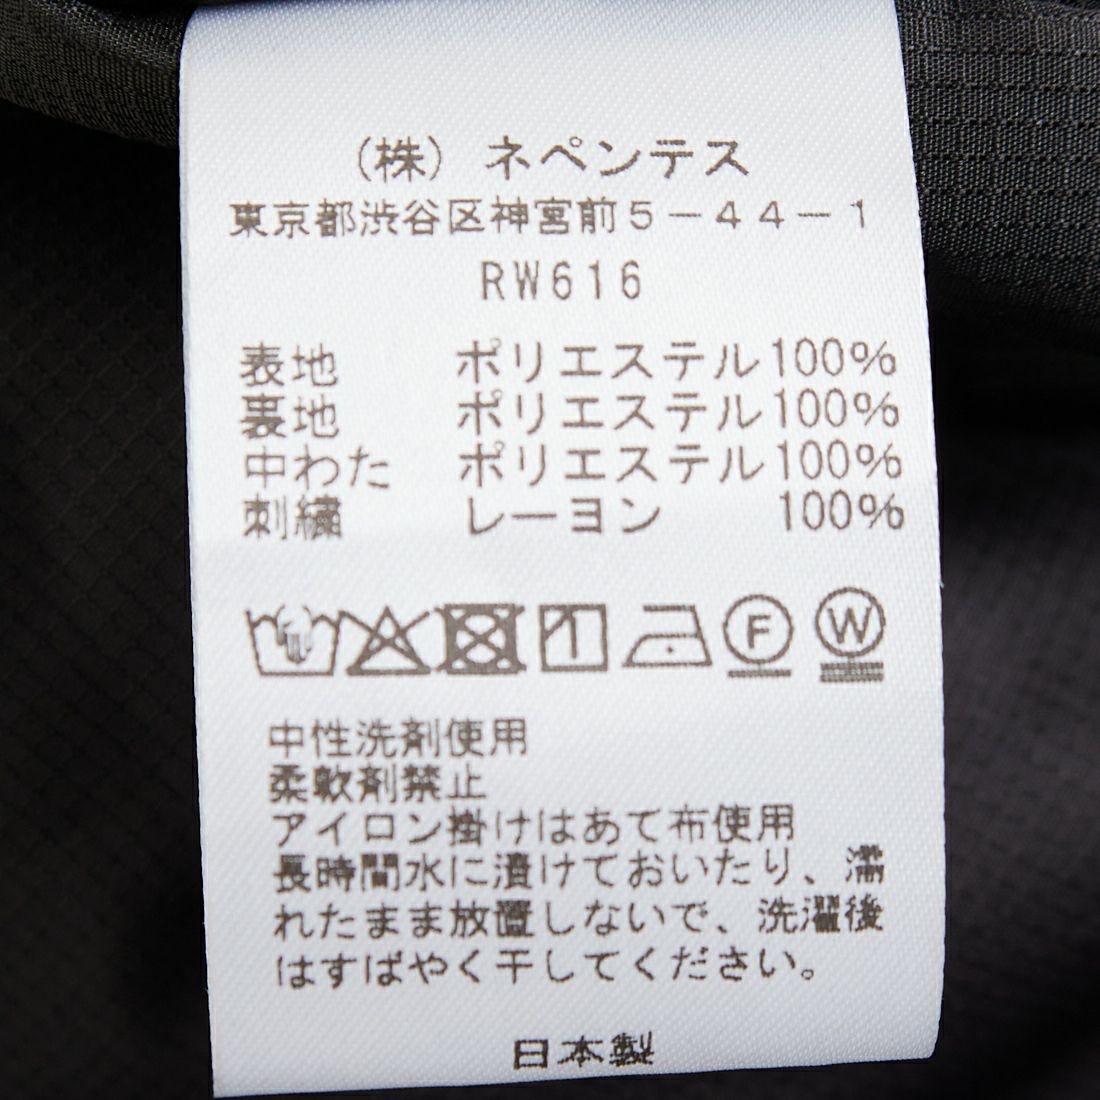 （株）ネペンテス
東京都渋谷区神宮前５－４４－１
RW616
表地 ポリエステル100%
裏地 ポリエステル100%
中わた ポリエステル100%
刺繍 レーヨン 100%
F W
中性洗剤使用
柔軟剤禁止
アイロン掛けはあて布使用
長時間水に漬けておいたり、濡
れたまま放置しないで、洗濯後
はすばやく干してください。
日本製